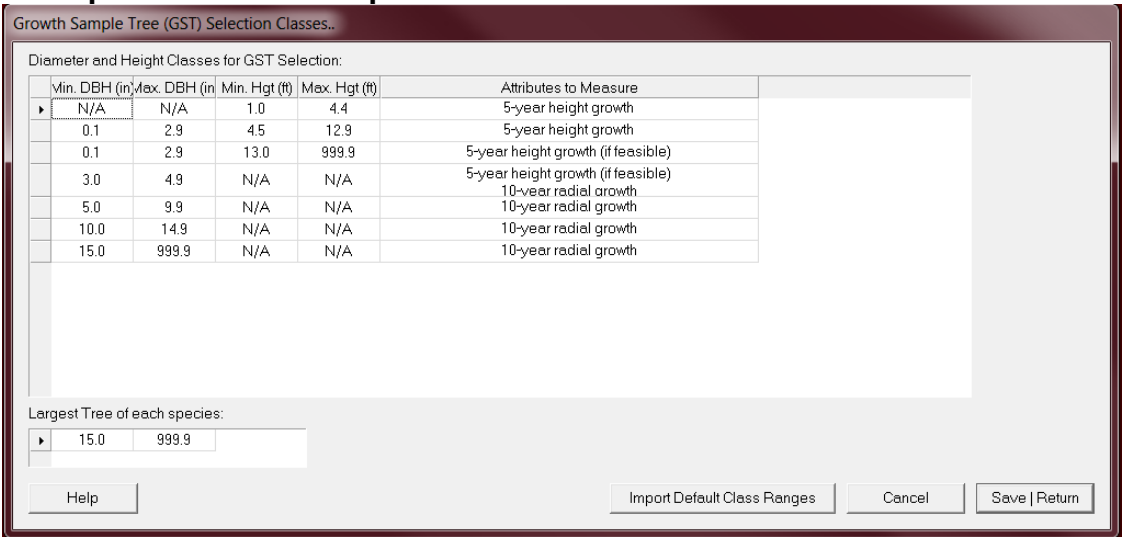 Growth Sample Tree (GST) Selection Classes..
Diameter and Height Classes for GST Selection:
Min. DBH (in) Max. DBH (in Min. Hgt (ft) Max. Hgt (ft) Attributes to Measure
N/A N/A 1.0 4.4 5-year height growth
0.1 2.9 4.5 12.9 5-year height growth
0.1 2.9 13.0 999.9 5-year height growth (if feasible)
3.0 4.9 N/A N/A 5-year height growth (if feasible)
10-year radial growth
5.0 9.9 N/A N/A 10-year radial growth
10.0 14.9 N/A N/A 10-year radial growth
15.0 999.9 N/A N/A 10-year radial growth
Largest Tree of each species:
15.0 999.9
Help Import Default Class Ranges Cancel Save | Return